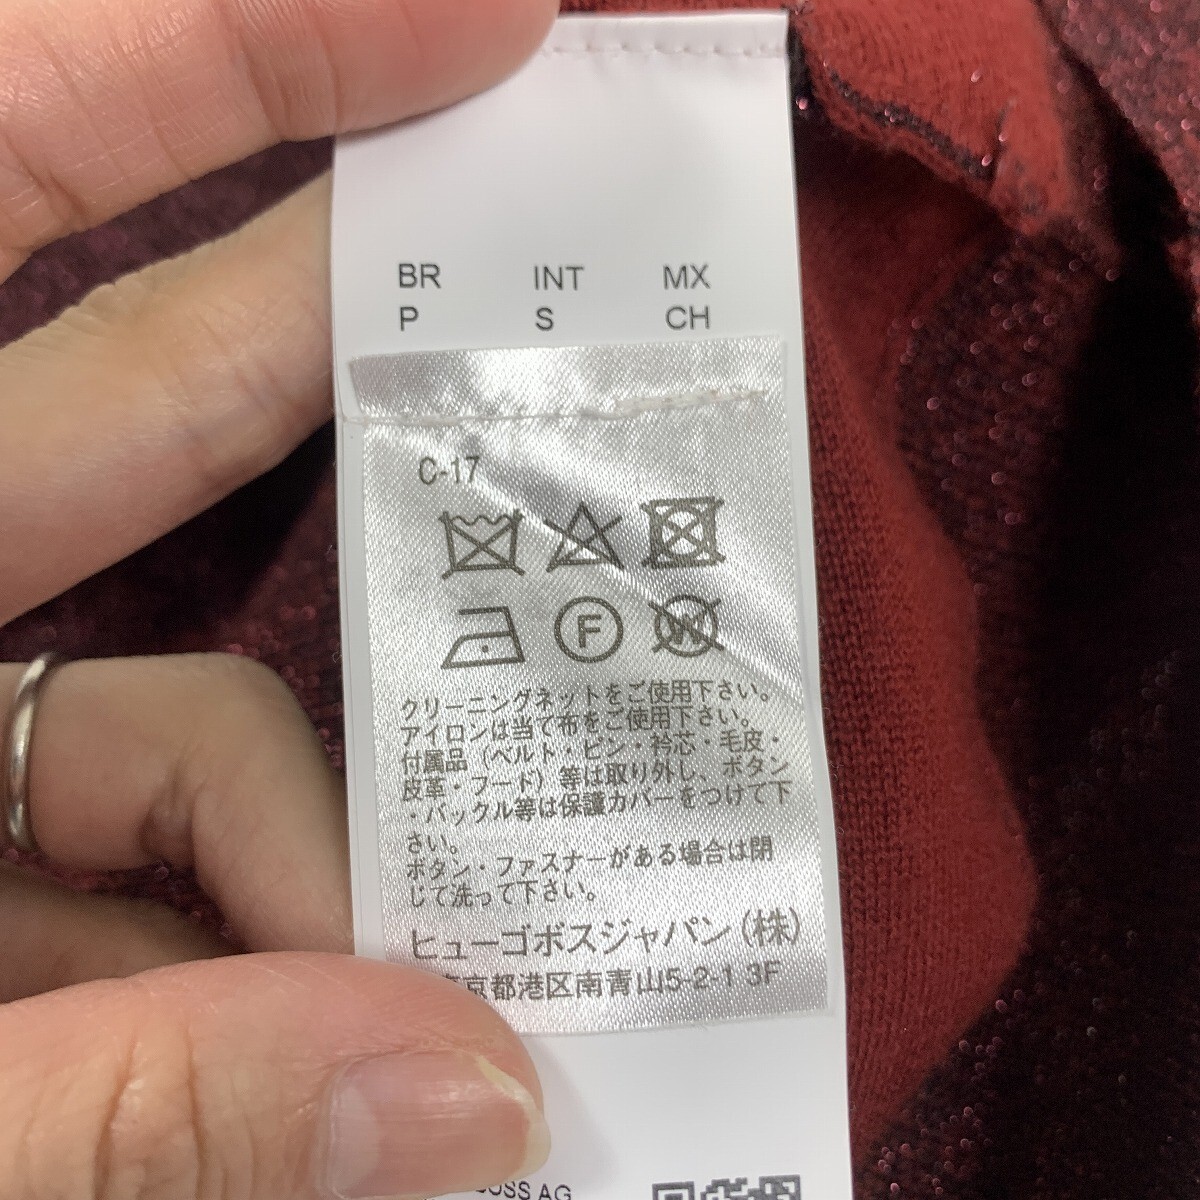 BR INT MX
P S CH
C-17
F W
クリーニングネットをご使用下さい。
アイロンは当て布をご使用下さい。
付属品（ベルト・ピン・衿芯・毛皮・
皮革・フード）等は取り外し、ボタン
・バックル等は保護カバーをつけて下
さい。
ボタン・ファスナーがある場合は閉
じて洗って下さい。
ヒューゴボスジャパン（株）
東京都港区南青山5-2-1 3F
AG